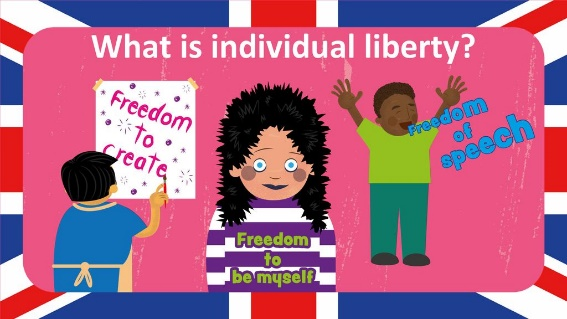 What is individual liberty?
Freedom
to
create
Freedom
to
be myself
Freedom
of
speech